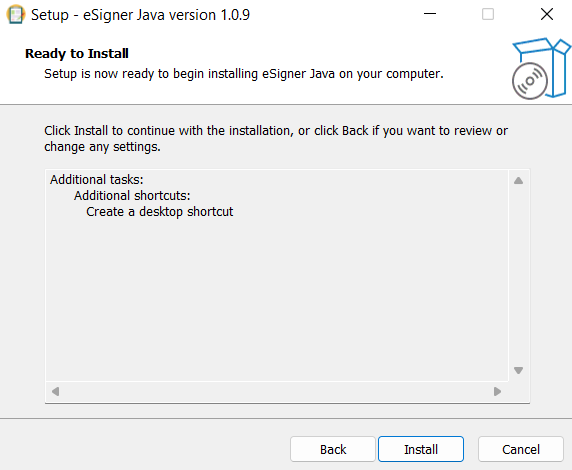 Setup - eSigner Java version 1.0.9
Ready to Install
Setup is now ready to begin installing eSigner Java on your computer.
Click Install to continue with the installation, or click Back if you want to review or
change any settings.
Additional tasks:
Additional shortcuts:
Create a desktop shortcut
Back
Install
Cancel